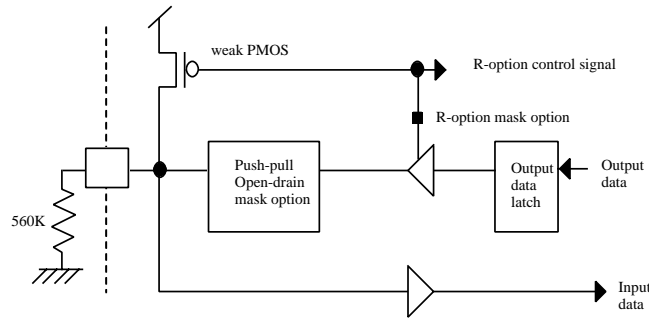 weak PMOS
R-option control signal
R-option mask option
Push-pull
Open-drain
mask option
Output
data
latch
Output
data
560K
Input
data